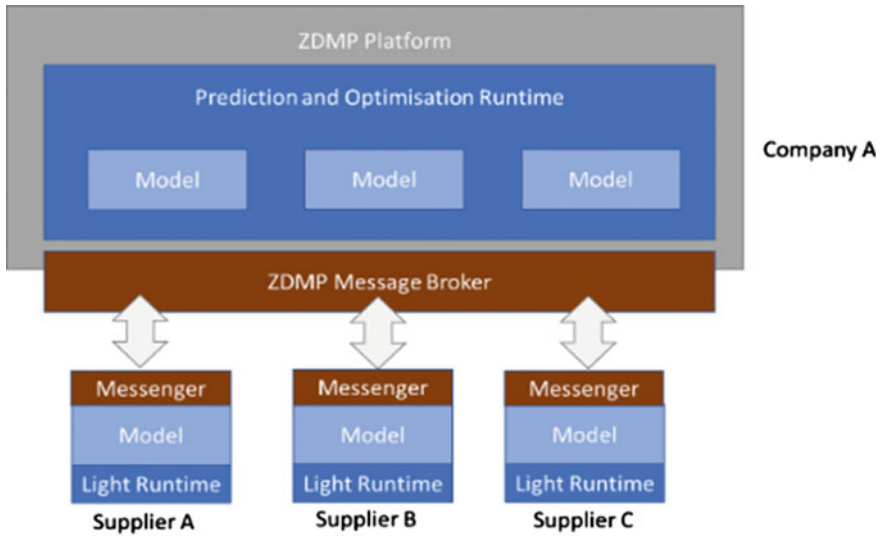 ZDMP Platform
Prediction and Optimisation Runtime
Model Model Model
Company A
ZDMP Message Broker
Messenger Messenger Messenger
Model Model Model
Light Runtime Light Runtime Light Runtime
Supplier A Supplier B Supplier C